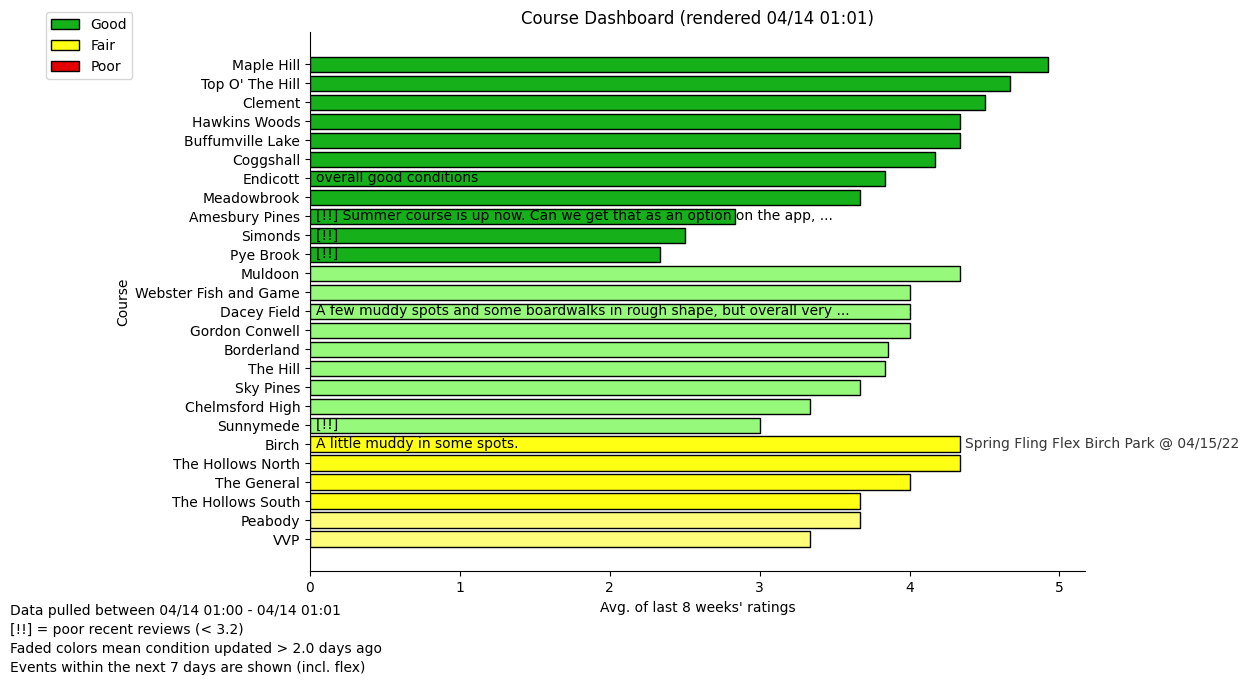 Course Dashboard (rendered 04/14 01:01)
Good
Fair
Poor
Course
Maple Hill
Top O' The Hill
Clement
Hawkins Woods
Buffumville Lake
Coggshall
Endicott overall good conditions
Meadowbrook
Amesbury Pines [!!] Summer course is up now. Can we get that as an option on the app, ...
Simonds [!!]
Pye Brook [!!]
Muldoon
Webster Fish and Game
Dacey Field A few muddy spots and some boardwalks in rough shape, but overall very ...
Gordon Conwell
Borderland
The Hill
Sky Pines
Chelmsford High
Sunnymede [!!]
Birch A little muddy in some spots. Spring Fling Flex Birch Park @ 04/15/22
The Hollows North
The General
The Hollows South
Peabody
VVP
0 1 2 3 4 5
Avg. of last 8 weeks' ratings
Data pulled between 04/14 01:00 - 04/14 01:01
[!!] = poor recent reviews (< 3.2)
Faded colors mean condition updated > 2.0 days ago
Events within the next 7 days are shown (incl. flex)